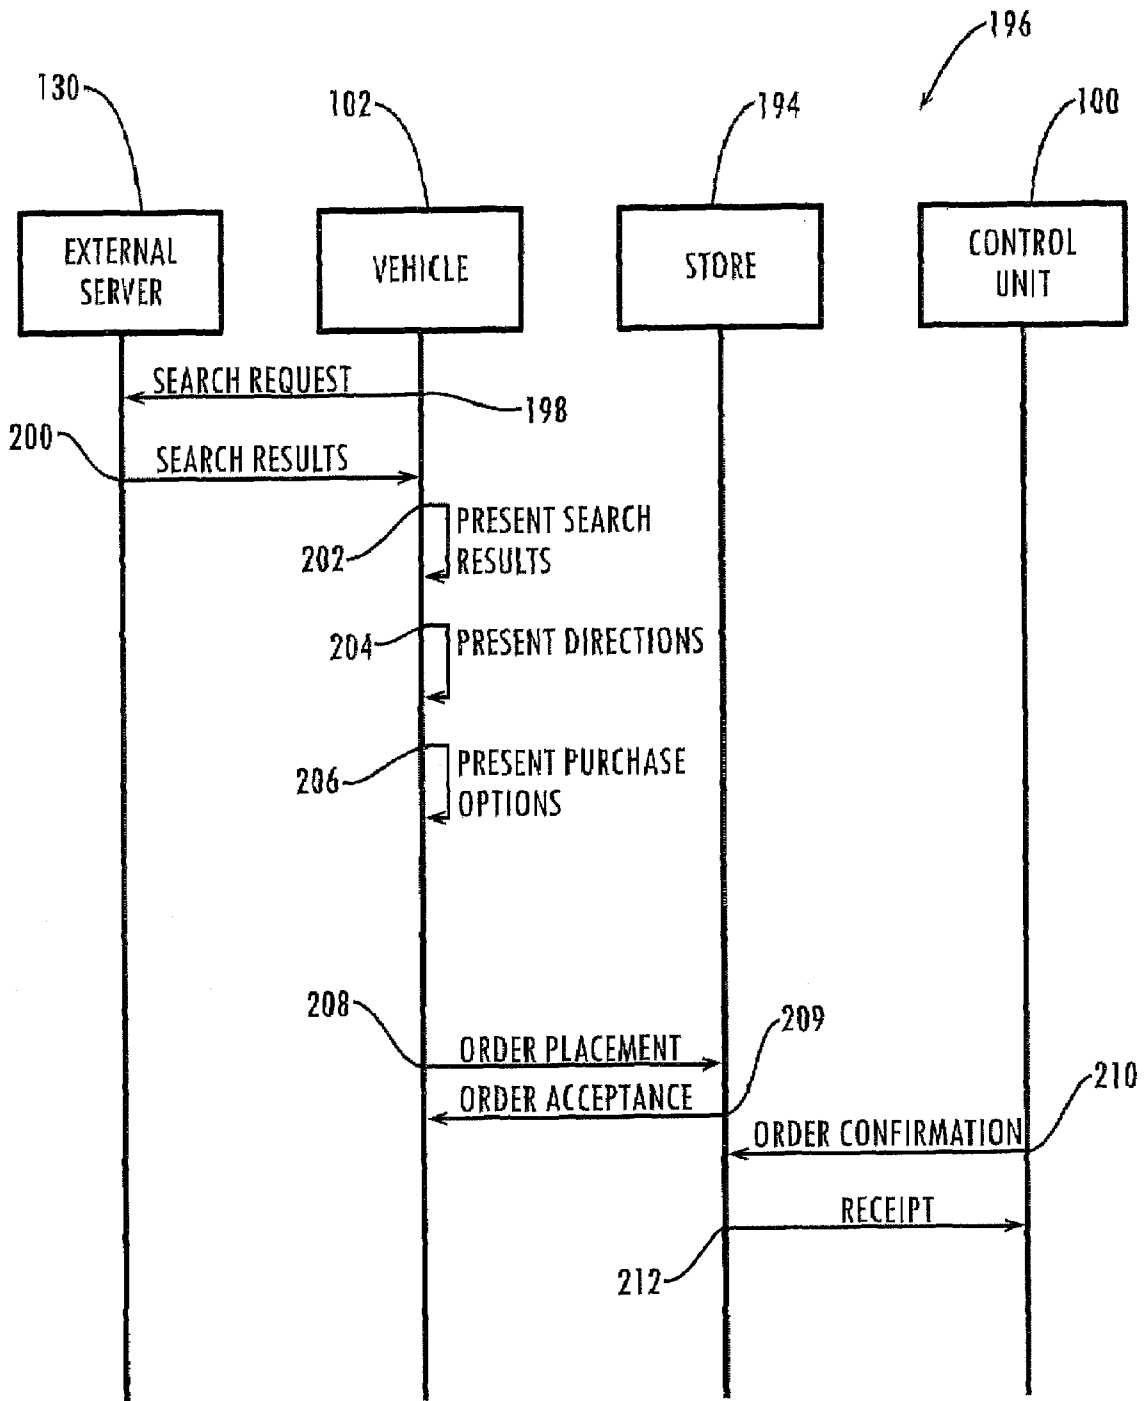 196
130
102
194
100
EXTERNAL
SERVER
VEHICLE
STORE
CONTROL
UNIT
SEARCH REQUEST
198
200
SEARCH RESULTS
202
PRESENT SEARCH
RESULTS
204
PRESENT DIRECTIONS
206
PRESENT PURCHASE
OPTIONS
208
209
ORDER PLACEMENT
210
ORDER ACCEPTANCE
ORDER CONFIRMATION
RECEIPT
212